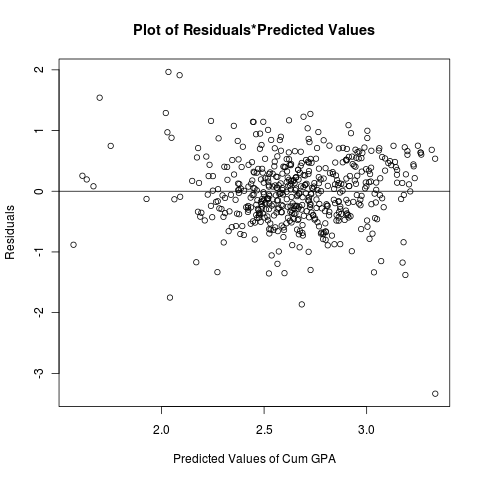 Plot of Residuals*Predicted Values
2
1
0
-1
-2
-3
Residuals
2.0 2.5 3.0
Predicted Values of Cum GPA